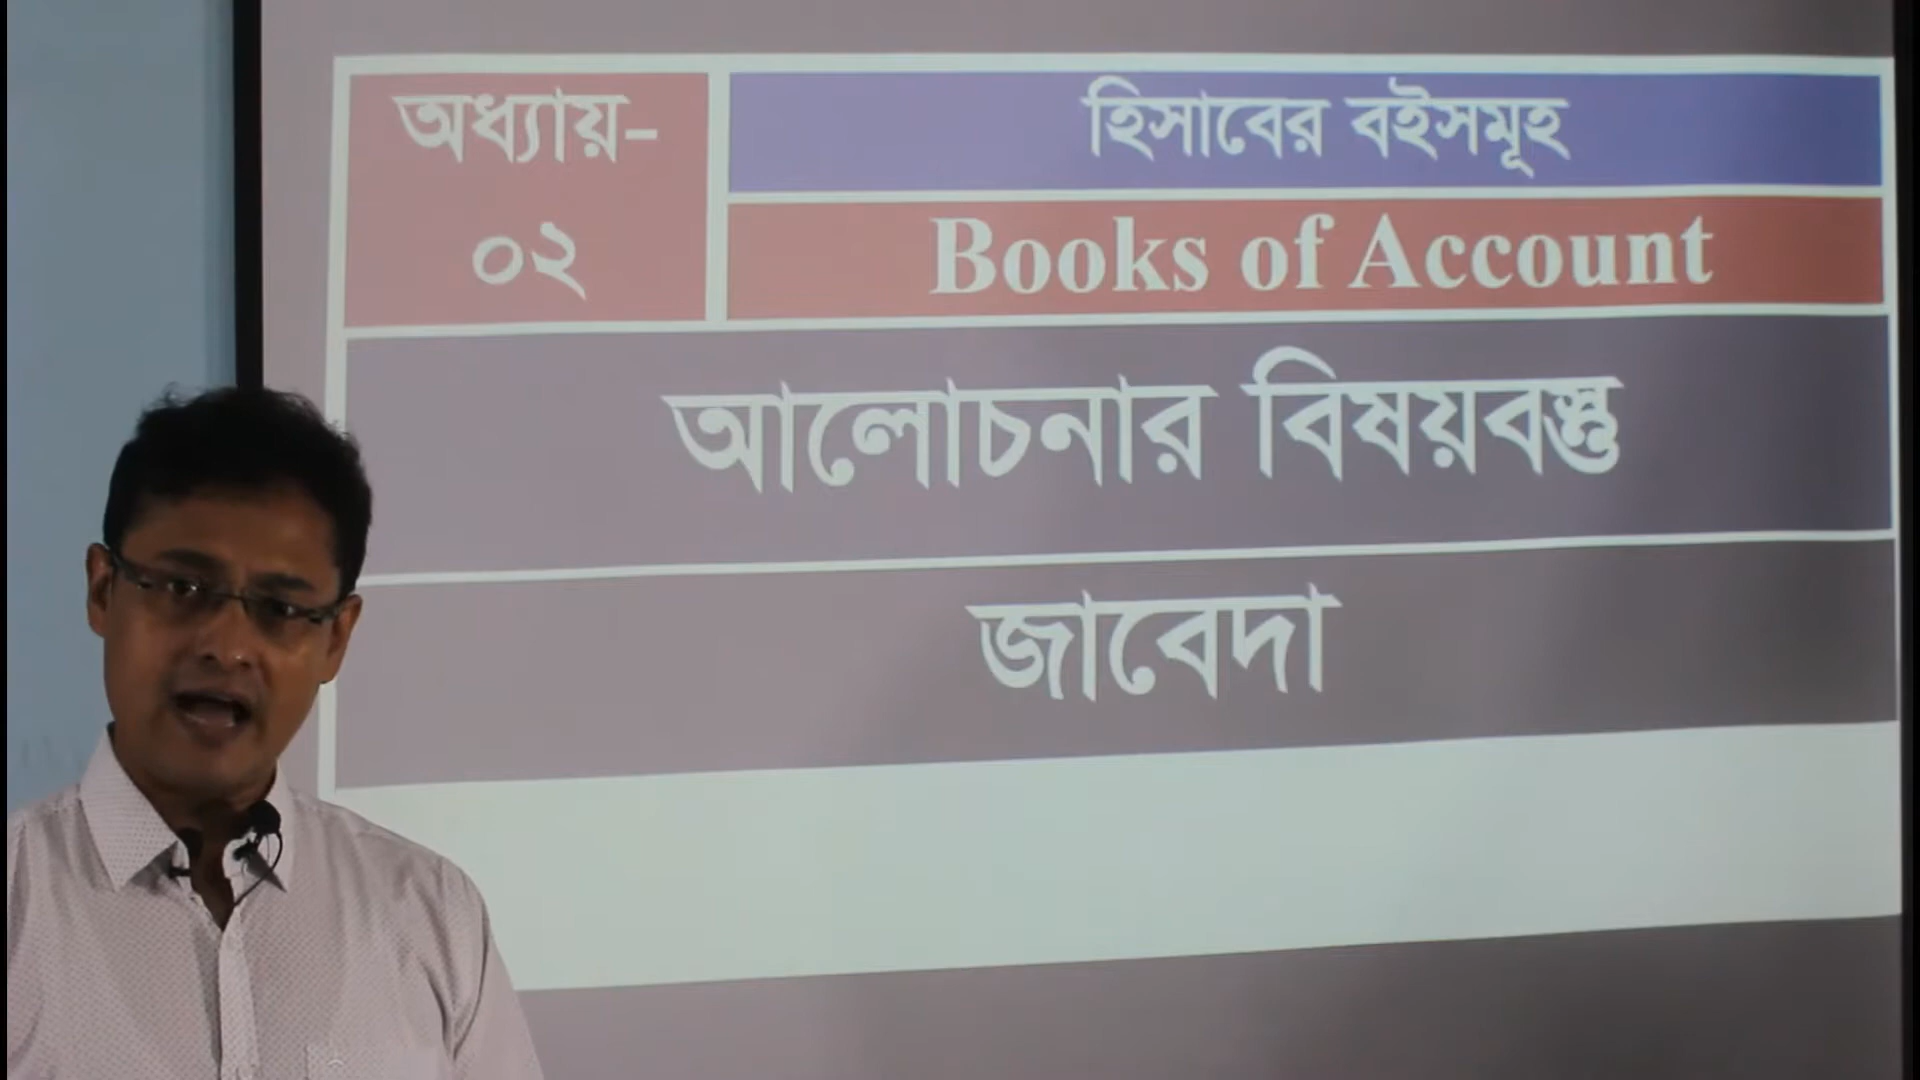 অধ্যায়-
০২
হিসাবের বইসমূহ
Books of Account
আলোচনার বিষয়বস্তু
জাবেদা